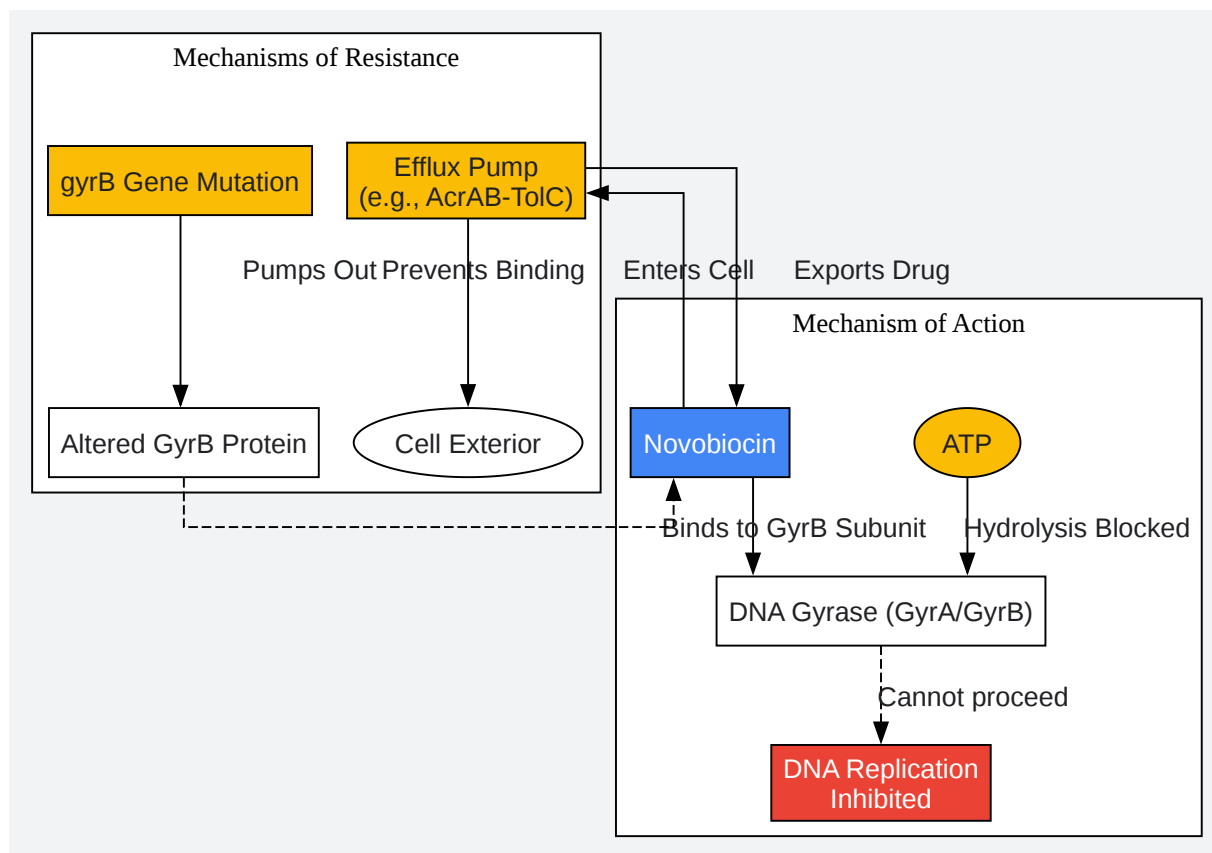 Mechanisms of Resistance
gyrB Gene Mutation
Efflux Pump
(e.g., AcrAB-TolC)
Pumps Out
Prevents Binding
Enters Cell
Exports Drug
Mechanism of Action
Altered GyrB Protein
Cell Exterior
Novobiocin
ATP
Binds to GyrB Subunit
Hydrolysis Blocked
DNA Gyrase (GyrA/GyrB)
Cannot proceed
DNA Replication
Inhibited